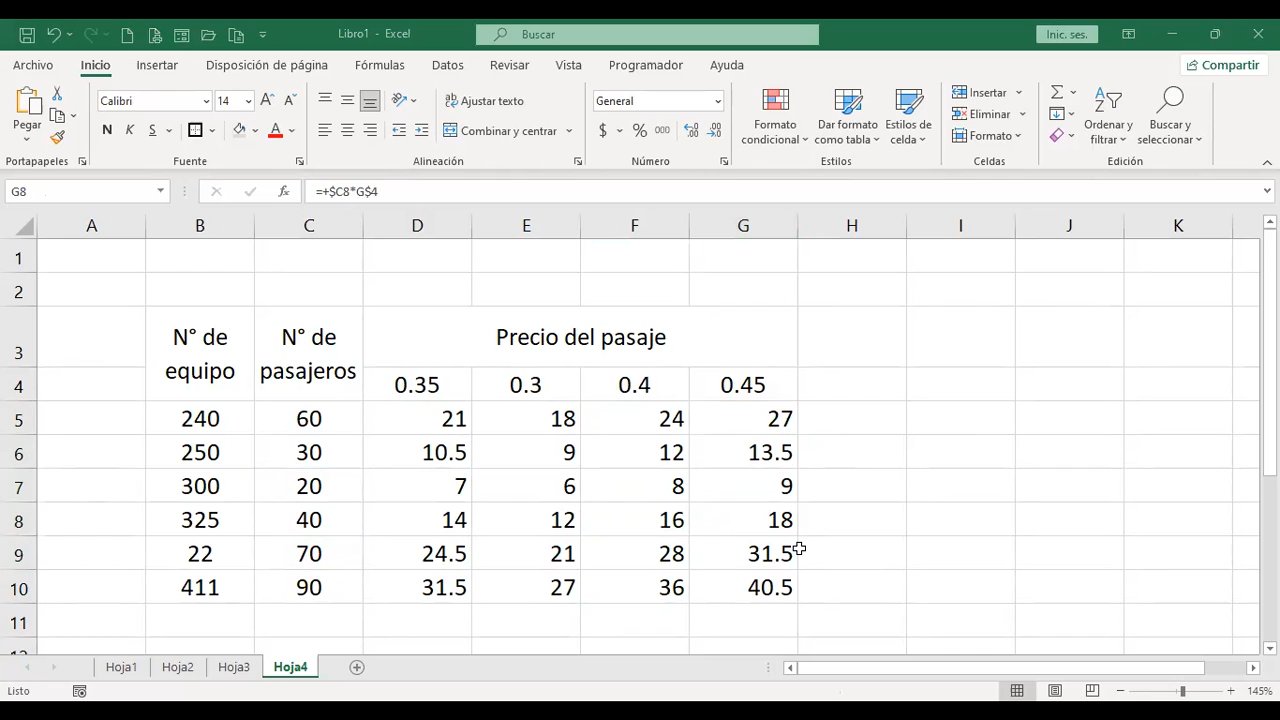 Libro1 - Excel
Buscar
Inic. ses.
Archivo Inicio Insertar Disposición de página Fórmulas Datos Revisar Vista Programador Ayuda Compartir
Pegar
Calibri 14
N K S A
Ajustar texto
Combinar y centrar
General
$ % 000
Formato condicional
Dar formato como tabla
Estilos de celda
Insertar
Eliminar
Formato
Ordenar y filtrar
Buscar y seleccionar
Portapapeles Fuente Alineación Número Estilos Celdas Edición
G8 fx =+$C8*G$4
A B C D E F G H I J K
1
2
3 N° de equipo N° de pasajeros Precio del pasaje
4 0.35 0.3 0.4 0.45
5 240 60 21 18 24 27
6 250 30 10.5 9 12 13.5
7 300 20 7 6 8 9
8 325 40 14 12 16 18
9 22 70 24.5 21 28 31.5
10 411 90 31.5 27 36 40.5
11
12
Hoja1 Hoja2 Hoja3 Hoja4
Listo 145%